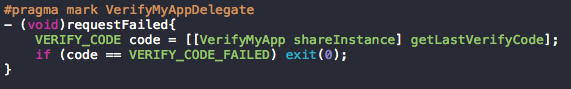 #pragma mark VerifyMyAppDelegate
- (void)requestFailed{
    VERIFY_CODE code = [[VerifyMyApp shareInstance] getLastVerifyCode];
    if (code == VERIFY_CODE_FAILED) exit(0);
}